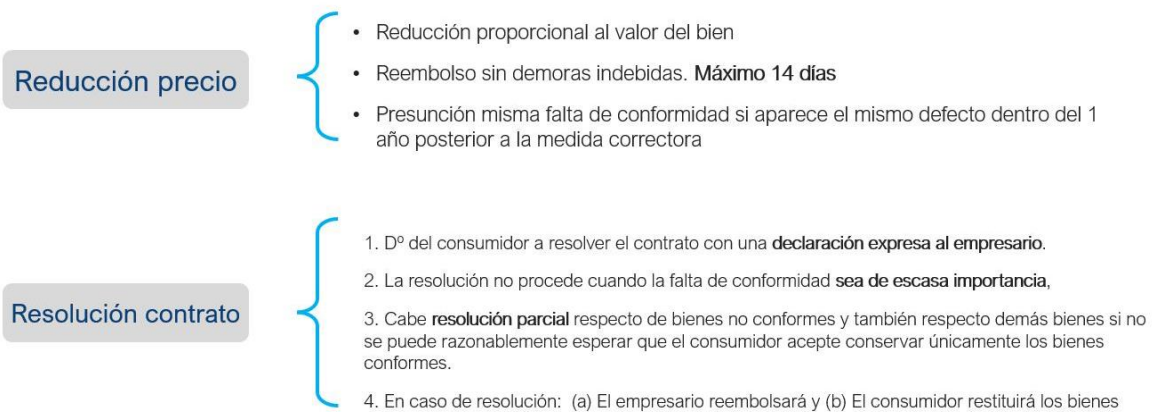 Reducción precio
• Reducción proporcional al valor del bien
• Reembolso sin demoras indebidas. Máximo 14 días
• Presunción misma falta de conformidad si aparece el mismo defecto dentro del 1
año posterior a la medida correctora
Resolución contrato
1. Dº del consumidor a resolver el contrato con una declaración expresa al empresario.
2. La resolución no procede cuando la falta de conformidad sea de escasa importancia,
3. Cabe resolución parcial respecto de bienes no conformes y también respecto demás bienes si no
se puede razonablemente esperar que el consumidor acepte conservar únicamente los bienes
conformes.
4. En caso de resolución: (a) El empresario reembolsará y (b) El consumidor restituirá los bienes